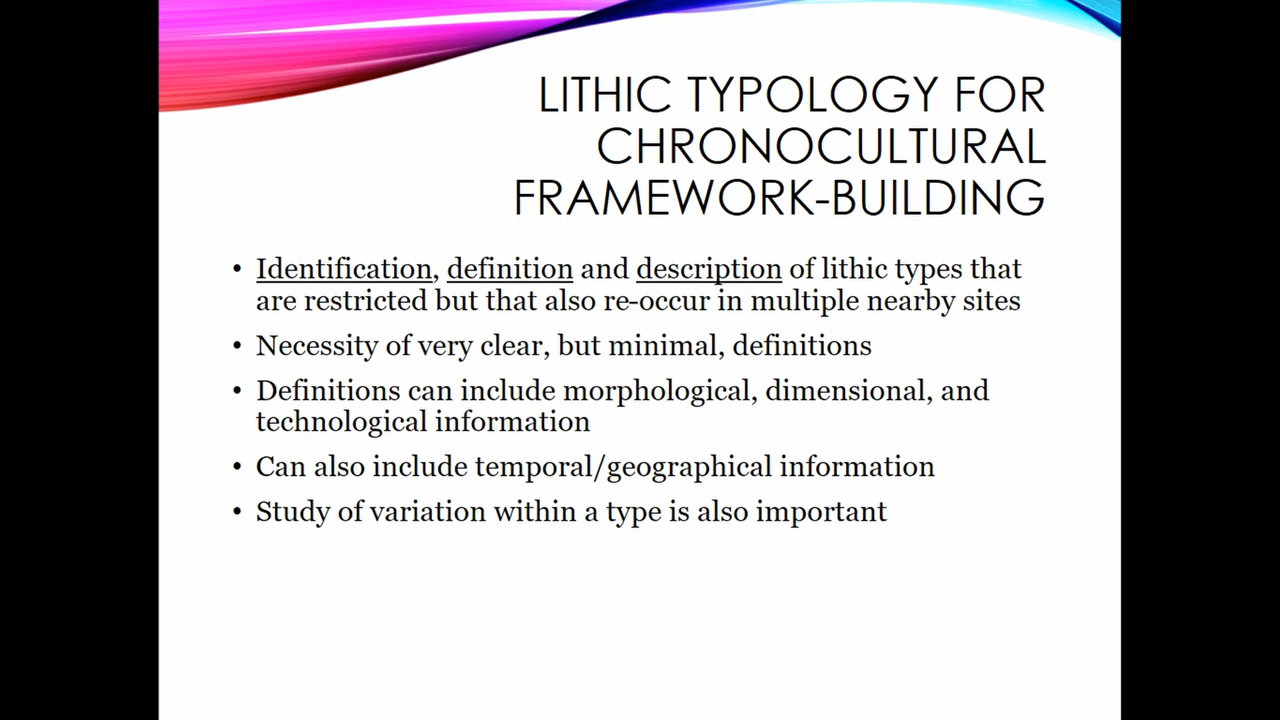 LITHIC TYPOLOGY FOR
CHRONOCULTURAL
FRAMEWORK-BUILDING
• Identification, definition and description of lithic types that
are restricted but that also re-occur in multiple nearby sites
• Necessity of very clear, but minimal, definitions
• Definitions can include morphological, dimensional, and
technological information
• Can also include temporal/geographical information
• Study of variation within a type is also important